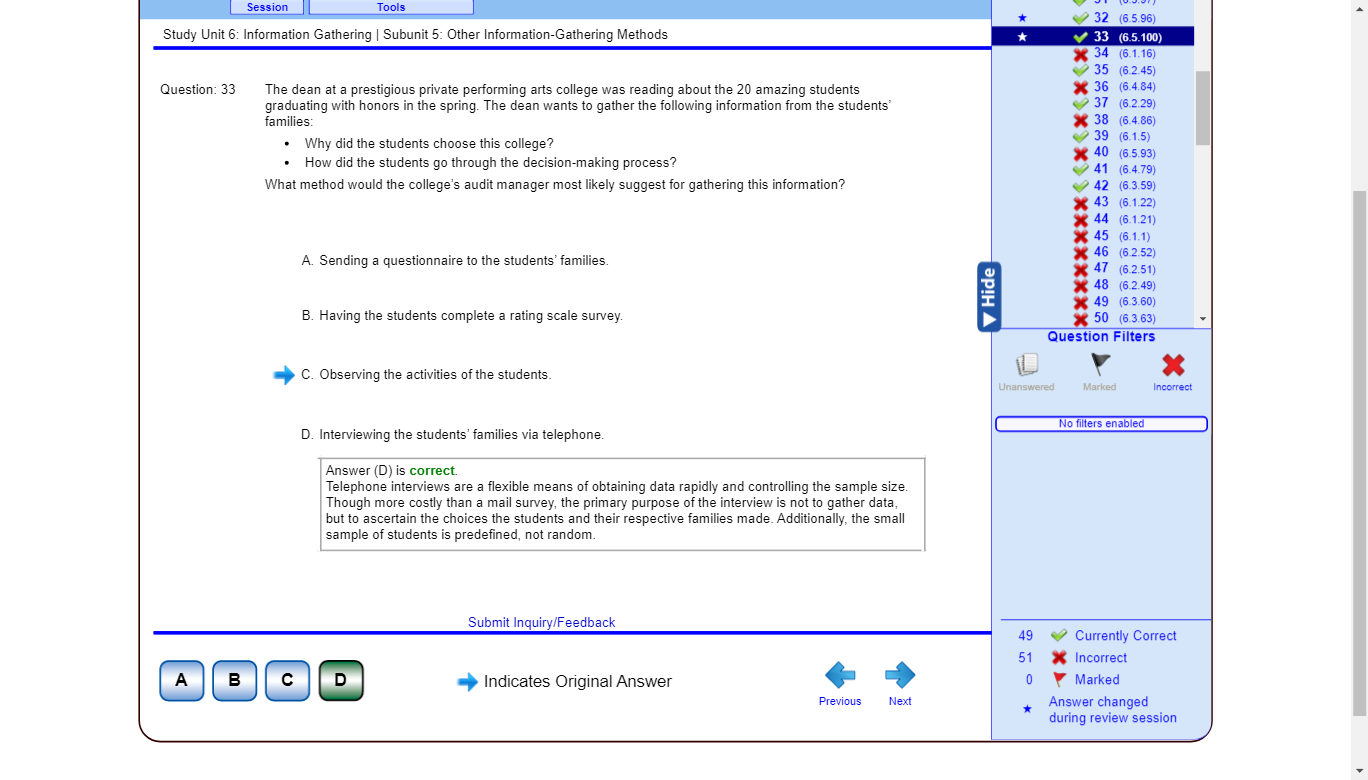 Session
Tools
Study Unit 6: Information Gathering | Subunit 5: Other Information-Gathering Methods
Question: 33
The dean at a prestigious private performing arts college was reading about the 20 amazing students
graduating with honors in the spring. The dean wants to gather the following information from the students'
families:
• Why did the students choose this college?
• How did the students go through the decision-making process?
What method would the college's audit manager most likely suggest for gathering this information?
A. Sending a questionnaire to the students' families.
B. Having the students complete a rating scale survey.
C. Observing the activities of the students.
D. Interviewing the students' families via telephone.
Answer (D) is correct.
Telephone interviews are a flexible means of obtaining data rapidly and controlling the sample size.
Though more costly than a mail survey, the primary purpose of the interview is not to gather data,
but to ascertain the choices the students and their respective families made. Additionally, the small
sample of students is predefined, not random.
Submit Inquiry/Feedback
A B C D
Indicates Original Answer
Previous
Next
32 (6.5.96)
33 (6.5.100)
34 (6.1.16)
35 (6.2.45)
36 (6.4.84)
37 (6.2.29)
38 (6.4.86)
39 (6.1.5)
40 (6.5.93)
41 (6.4.79)
42 (6.3.59)
43 (6.1.22)
44 (6.1.21)
45 (6.1.1)
46 (6.2.52)
47 (6.2.51)
48 (6.2.49)
49 (6.3.60)
50 (6.3.63)
Hide
Question Filters
Unanswered
Marked
Incorrect
No filters enabled
49 Currently Correct
51 Incorrect
0 Marked
Answer changed
during review session